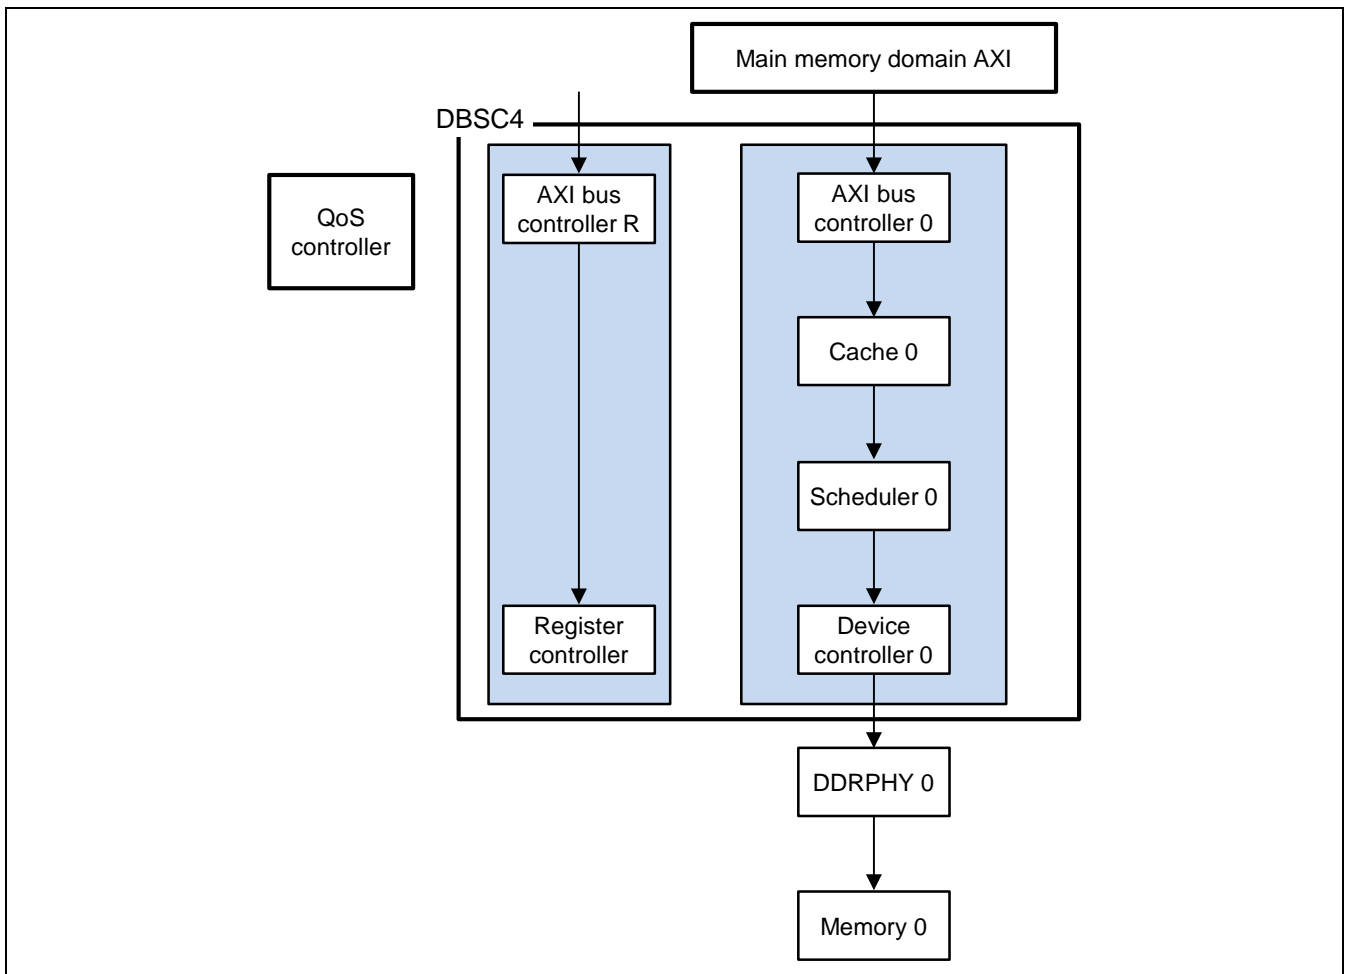 Main memory domain AXI
DBSC4
QoS
controller
AXI bus
controller R
AXI bus
controller 0
Cache 0
Scheduler 0
Register
controller
Device
controller 0
DDRPHY 0
Memory 0